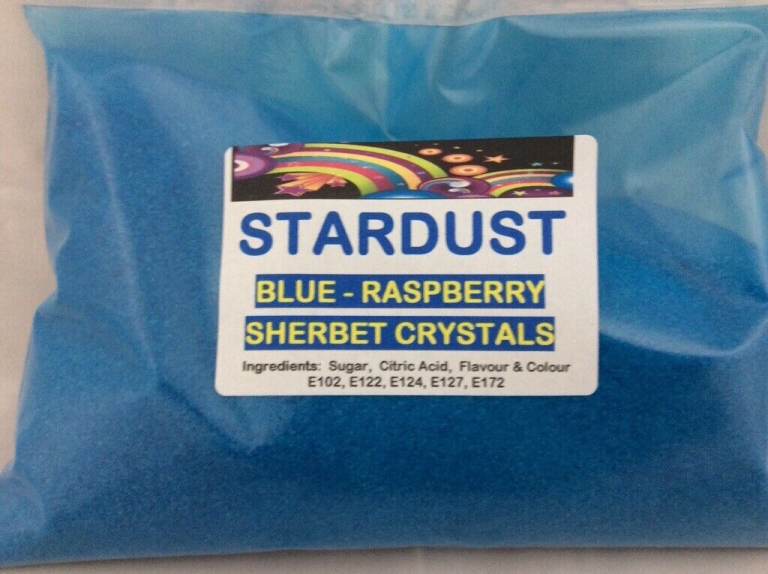 STARDUST
BLUE - RASPBERRY
SHERBET CRYSTALS
Ingredients: Sugar, Citric Acid, Flavour & Colour
E102, E122, E124, E127, E172